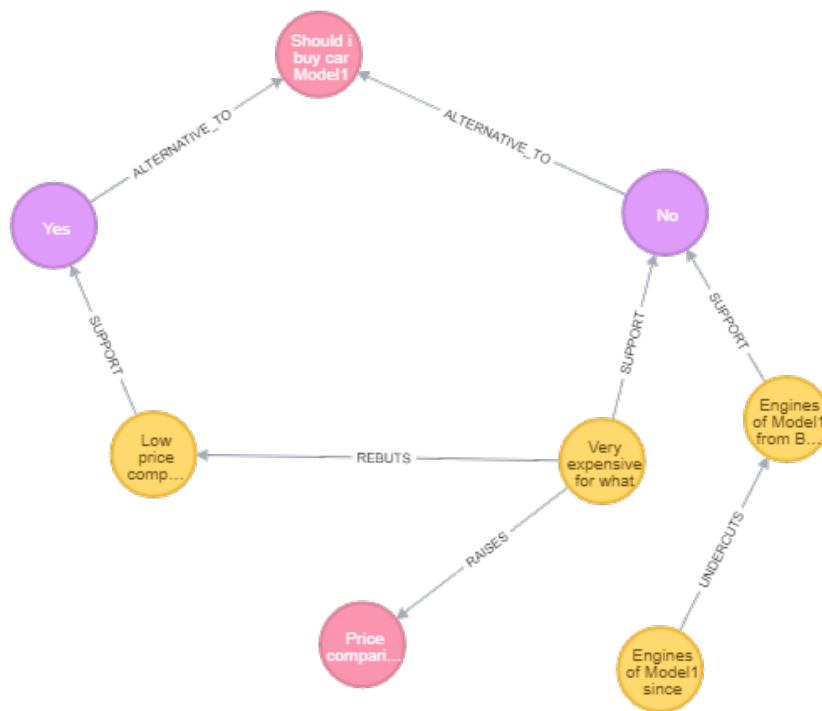 Should i
buy car
Model1
ALTERNATIVE_TO
ALTERNATIVE_TO
Yes
No
SUPPORT
SUPPORT
SUPPORT
Low
price
comp...
REBUTS
Very
expensive
for what
Engines
of Model1
from B...
RAISES
UNDERCUTS
Price
compari...
Engines
of Model1
since